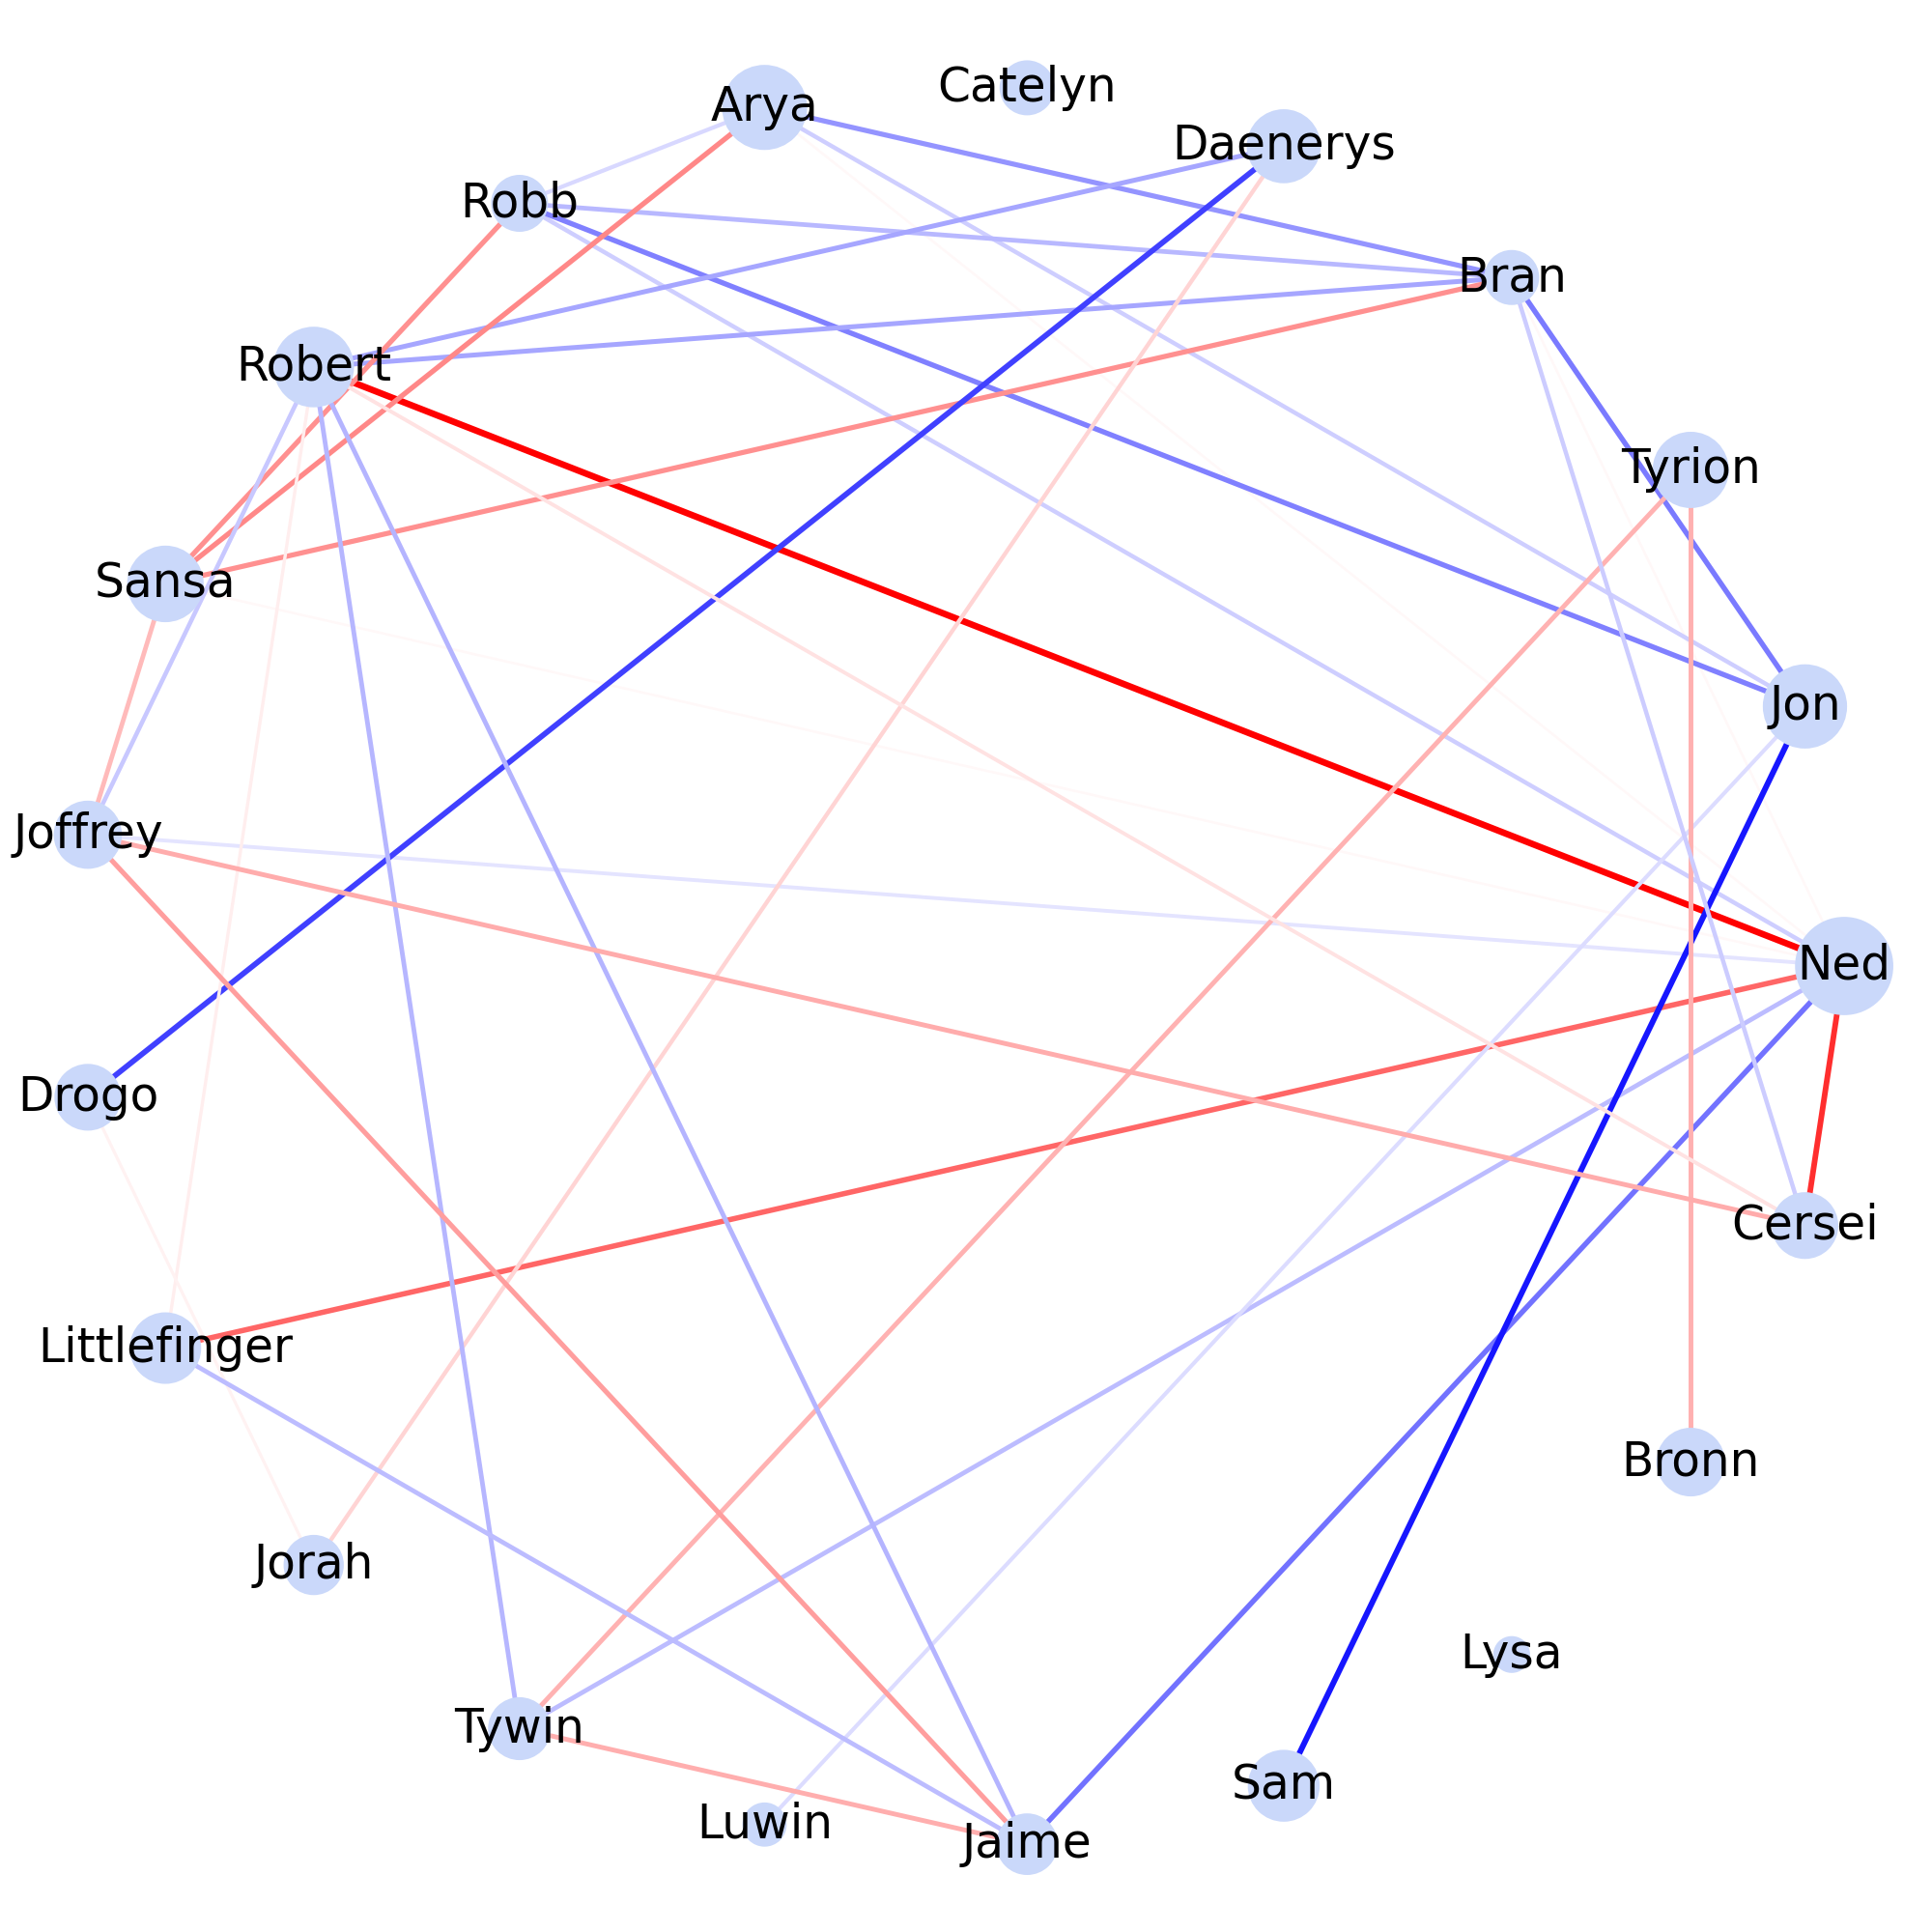 Catelyn
Arya
Daenerys
Robb
Bran
Robert
Tyrion
Sansa
Jon
Joffrey
Ned
Drogo
Cersei
Littlefinger
Bronn
Jorah
Lysa
Tywin
Sam
Luwin
Jaime